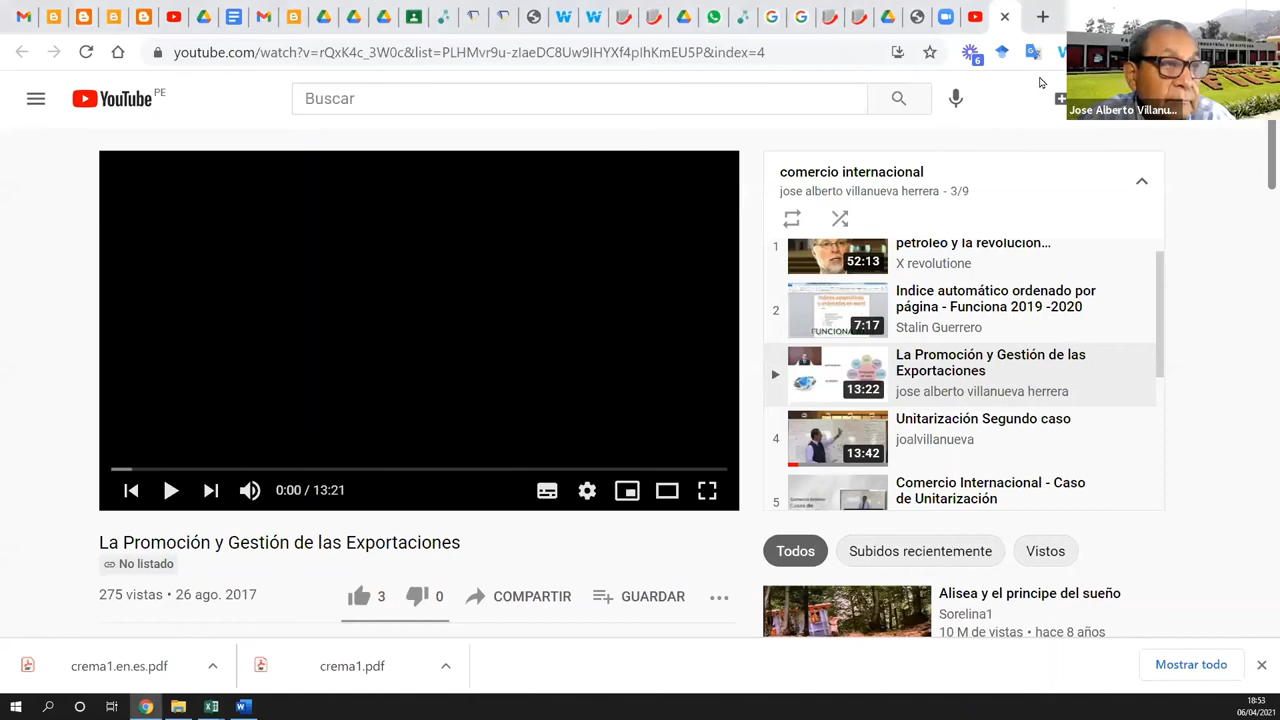 youtube.com/watch?v=rQxK4c_3W0c&list=PLHMvr9JbneDC8Uw9IHYXf4plhKmEU5P&index=4
6
YouTube PE
Buscar
Jose Alberto Villanu...
comercio internacional
jose alberto villanueva herrera - 3/9
1
petroleo y la revolucion...
52:13
X revolutione
2
Indice automático ordenado por
página - Funciona 2019 -2020
FUNCIONA
7:17
Stalin Guerrero
La Promoción y Gestión de las
Exportaciones
13:22
jose alberto villanueva herrera
4
Unitarización Segundo caso
13:42
joalvillanueva
5
Comercio Internacional - Caso
de Unitarización
0:00 / 13:21
La Promoción y Gestión de las Exportaciones
No listado
275 vistas • 26 ago. 2017
3
0
COMPARTIR
GUARDAR
Todos
Subidos recientemente
Vistos
Alisea y el principe del sueño
Sorelina1
10 M de vistas • hace 8 años
crema1.en.es.pdf
crema1.pdf
Mostrar todo
18:53
06/04/2021